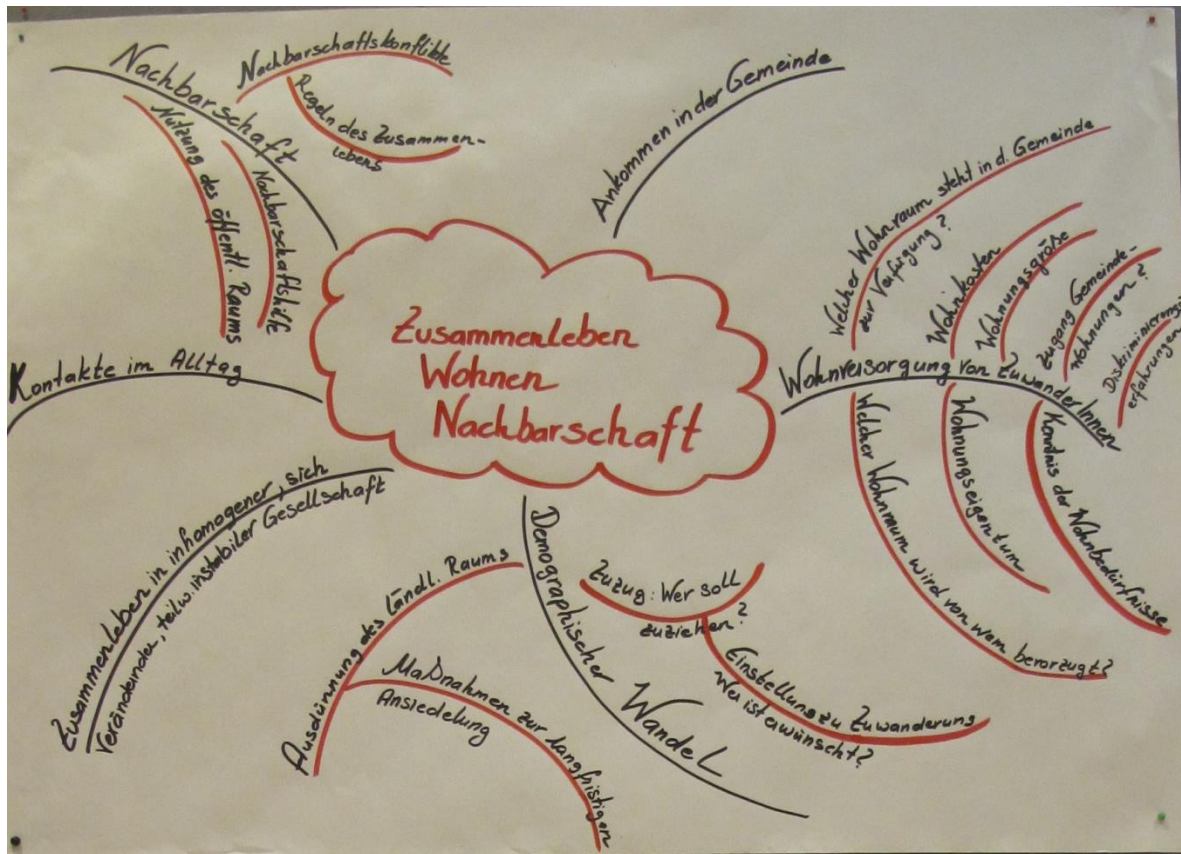 Zusammenleben
Wohnen
Nachbarschaft
Nachbarschaft
Nachbarschaftskonflikte
Regeln des Zusammen-
lebens
Nachbarschaftshilfe
Nutzung des öffentl. Raums
Ankommen in der Gemeinde
Wohnversorgung von ZuwanderInnen
Welcher Wohnraum steht in d. Gemeinde
zur Verfügung?
Wohnkosten
Wohnungsgröße
Zugang Gemeinde-
wohnungen?
Diskriminierungs
erfahrungen
Kenntnis der Wohnbedürfnisse
Wohnungseigentum
Welcher Wohnraum wird von wem bevorzugt?
Demographischer Wandel
Zuzug: Wer soll
zuziehen?
Einstellung zu Zuwanderung
Wer ist erwünscht?
Ausdünnung des ländl. Raums
Maßnahmen zur langfristigen
Ansiedelung
Zusammenleben in inhomogener, sich
verändernder, teilw. instabiler Gesellschaft
Kontakte im Alltag